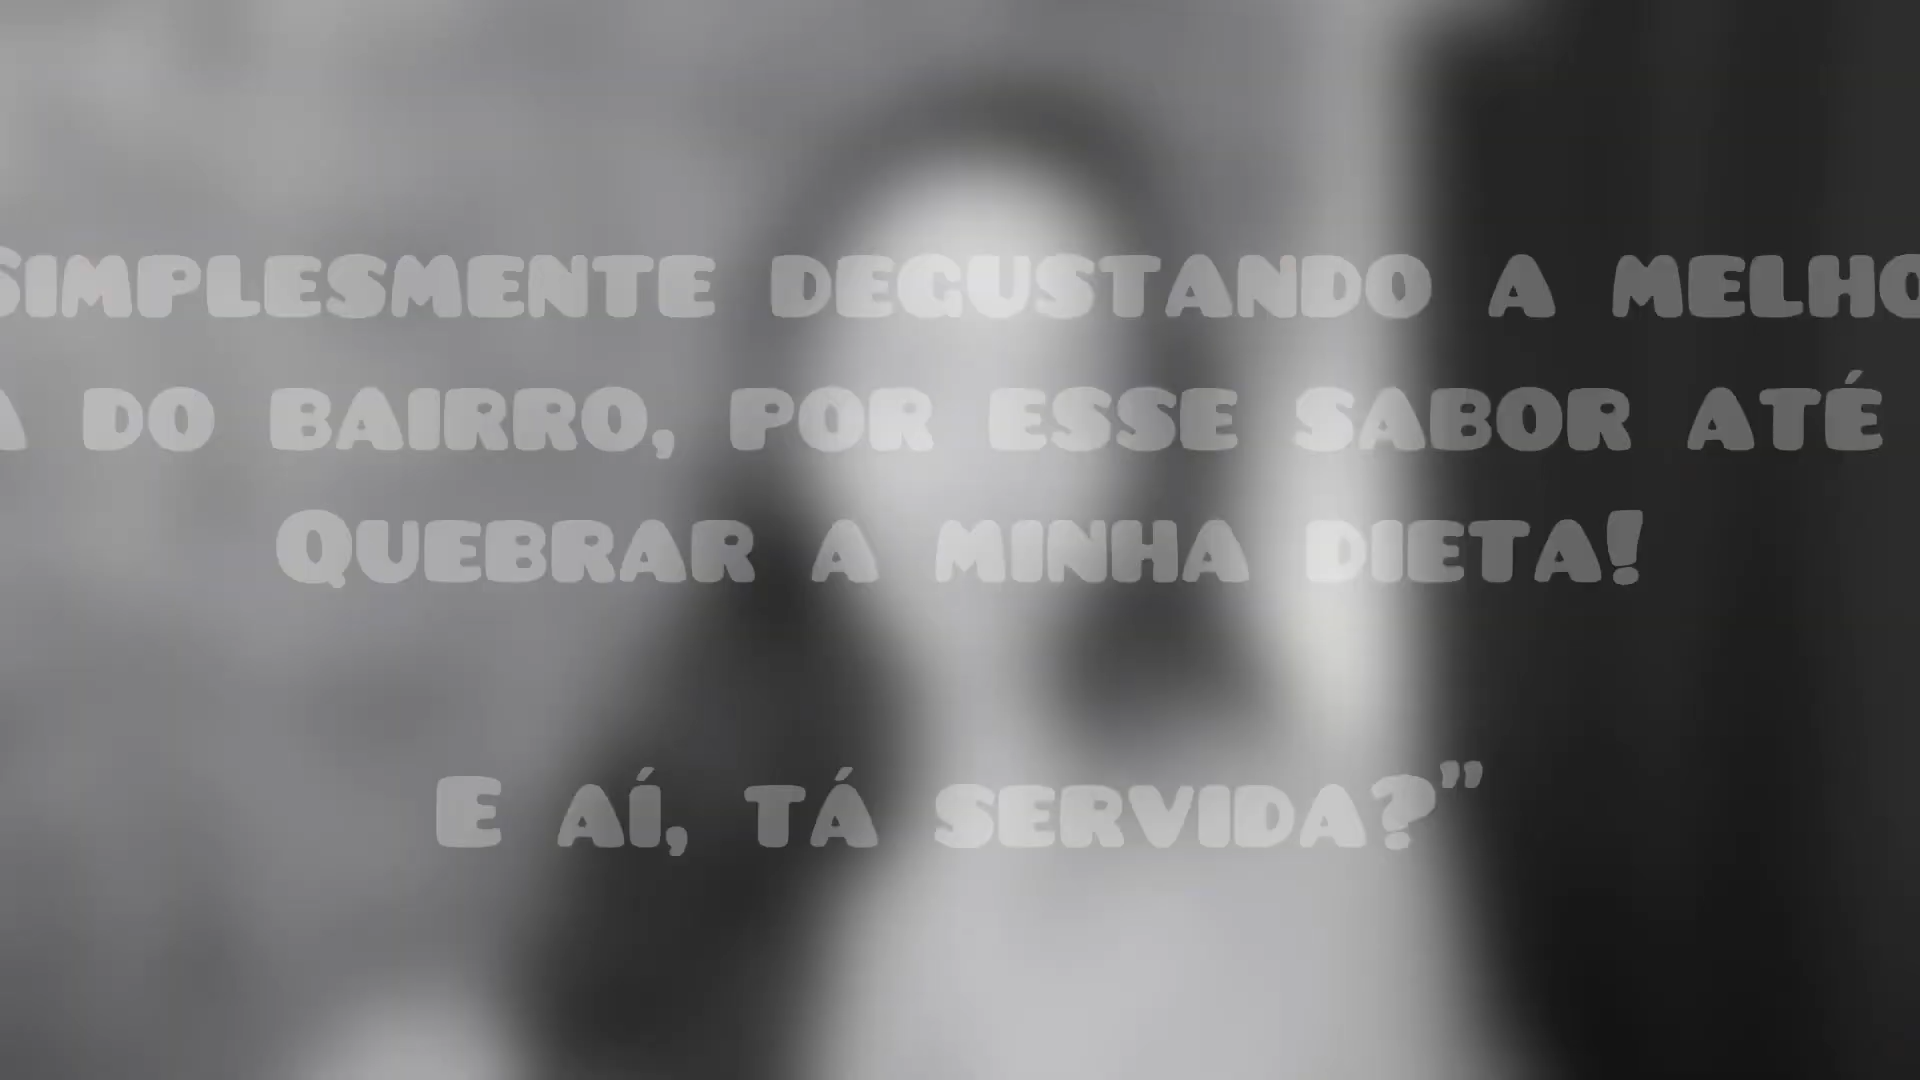 Simplesmente degustando a melho
a do bairro, por esse sabor até
Quebrar a minha dieta!
E aí, tá servida?”